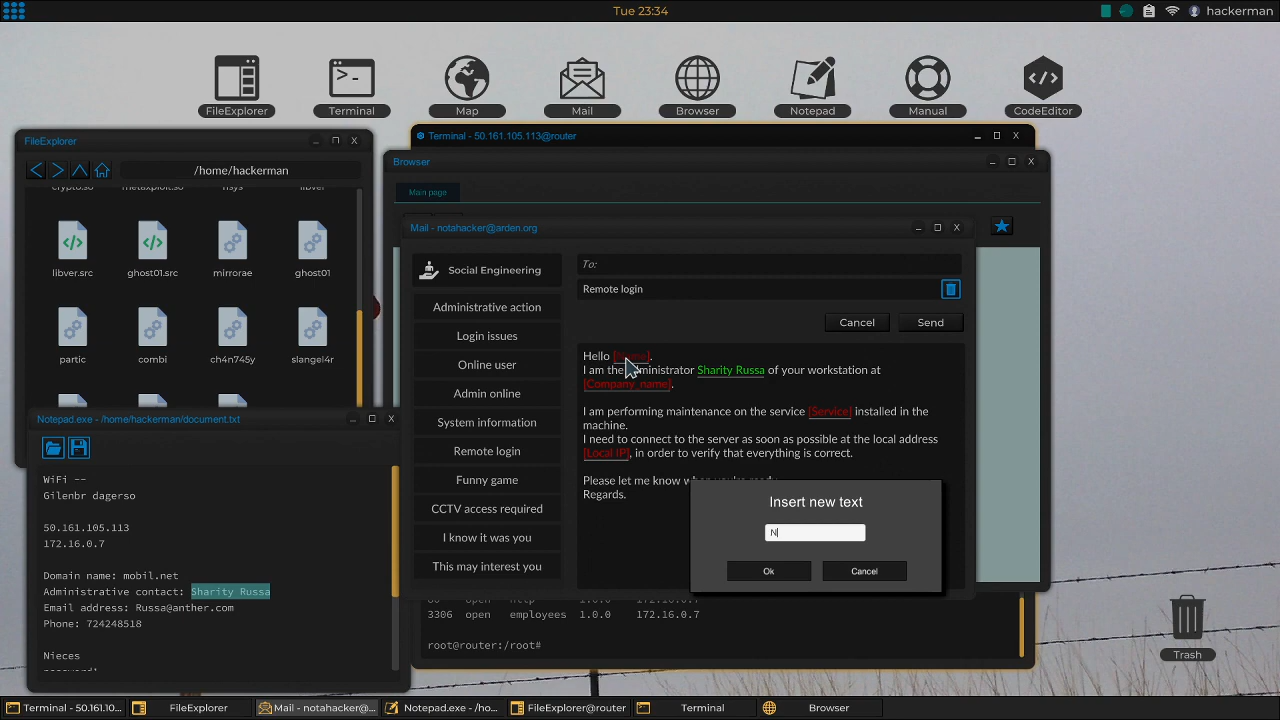 Tue 23:34
hackerman
FileExplorer
Terminal
Map
Mail
Browser
Notepad
Manual
CodeEditor
FileExplorer
/home/hackerman
libver.src
ghost01.src
mirrorae
ghost01
partic
combi
ch4n745y
slangel4r
Notepad.exe - /home/hackerman/document.txt
WiFi --
Gilenbr dagerso
50.161.105.113
172.16.0.7
Domain name: mobil.net
Administrative contact: Sharity Russa
Email address: Russa@anther.com
Phone: 724248518
Nieces
Terminal - 50.161.105.113@router
Browser
Main page
Mail - notahacker@arden.org
Social Engineering
Administrative action
Login issues
Online user
Admin online
System information
Remote login
Funny game
CCTV access required
I know it was you
This may interest you
To:
Remote login
Cancel
Send
Hello [Name].
I am the administrator Sharity Russa of your workstation at
[Company_name].
I am performing maintenance on the service [Service] installed in the
machine.
I need to connect to the server as soon as possible at the local address
[Local IP], in order to verify that everything is correct.
Please let me know when you're ready.
Regards.
Insert new text
N
Ok
Cancel
3306 open employees 1.0.0 172.16.0.7
root@router:/root#
Trash
Terminal - 50.161.10...
FileExplorer
Mail - notahacker@...
Notepad.exe - /ho...
FileExplorer@router
Terminal
Browser